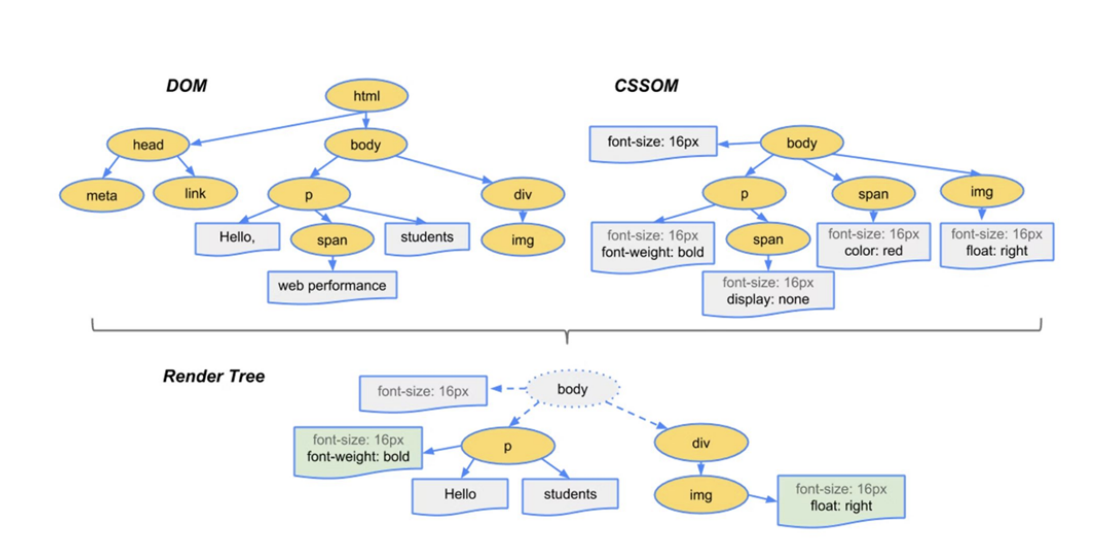 DOM
CSSOM
html
head
body
font-size: 16px
body
meta
link
p
div
p
span
img
Hello,
span
students
img
font-size: 16px
font-weight: bold
span
font-size: 16px
color: red
font-size: 16px
float: right
web performance
font-size: 16px
display: none
Render Tree
font-size: 16px
body
font-size: 16px
font-weight: bold
p
div
Hello
students
img
font-size: 16px
float: right